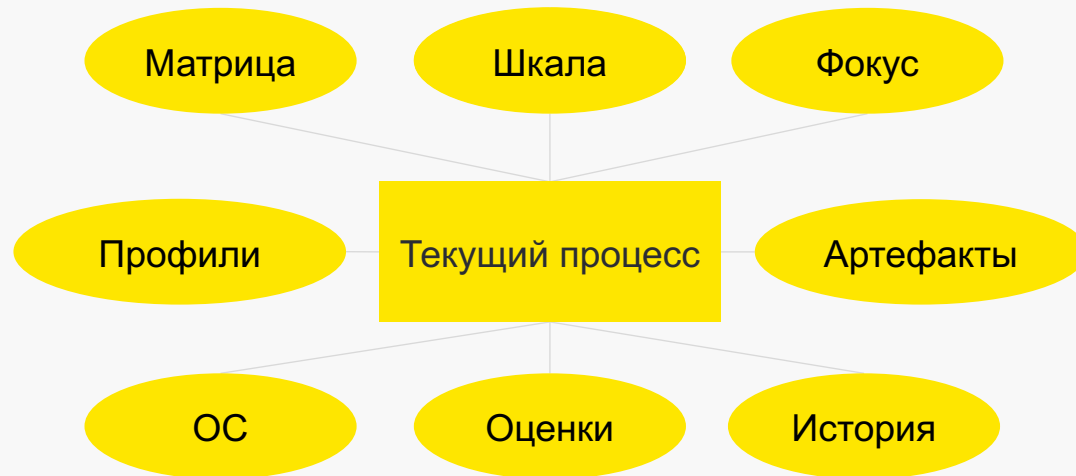 Матрица
Шкала
Фокус
Профили
Текущий процесс
Артефакты
ОС
Оценки
История